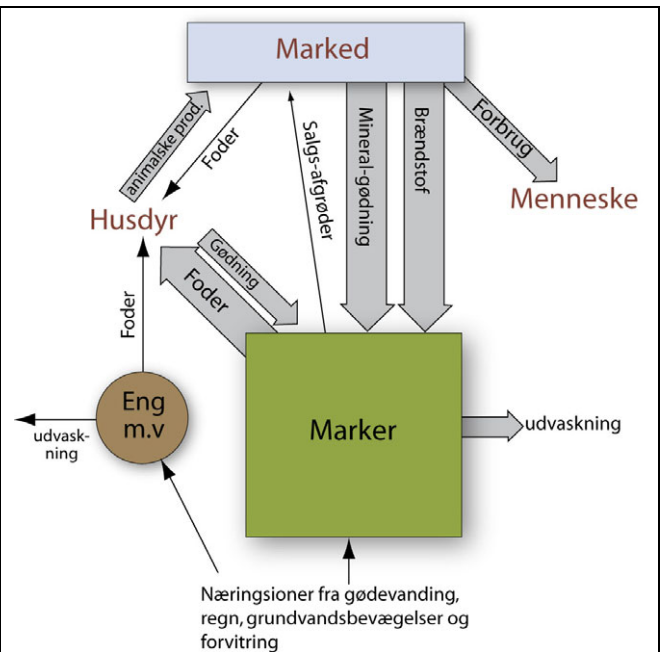 Marked
animalske prod.
Foder
Salgs-afgrøder
Mineral-gødning
Brændstof
Forbrug
Menneske
Husdyr
Gødning
Foder
Foder
Eng
m.v
udvask-
ning
Marker
udvaskning
Næringsioner fra gødevanding,
regn, grundvandsbevægelser og
forvitring